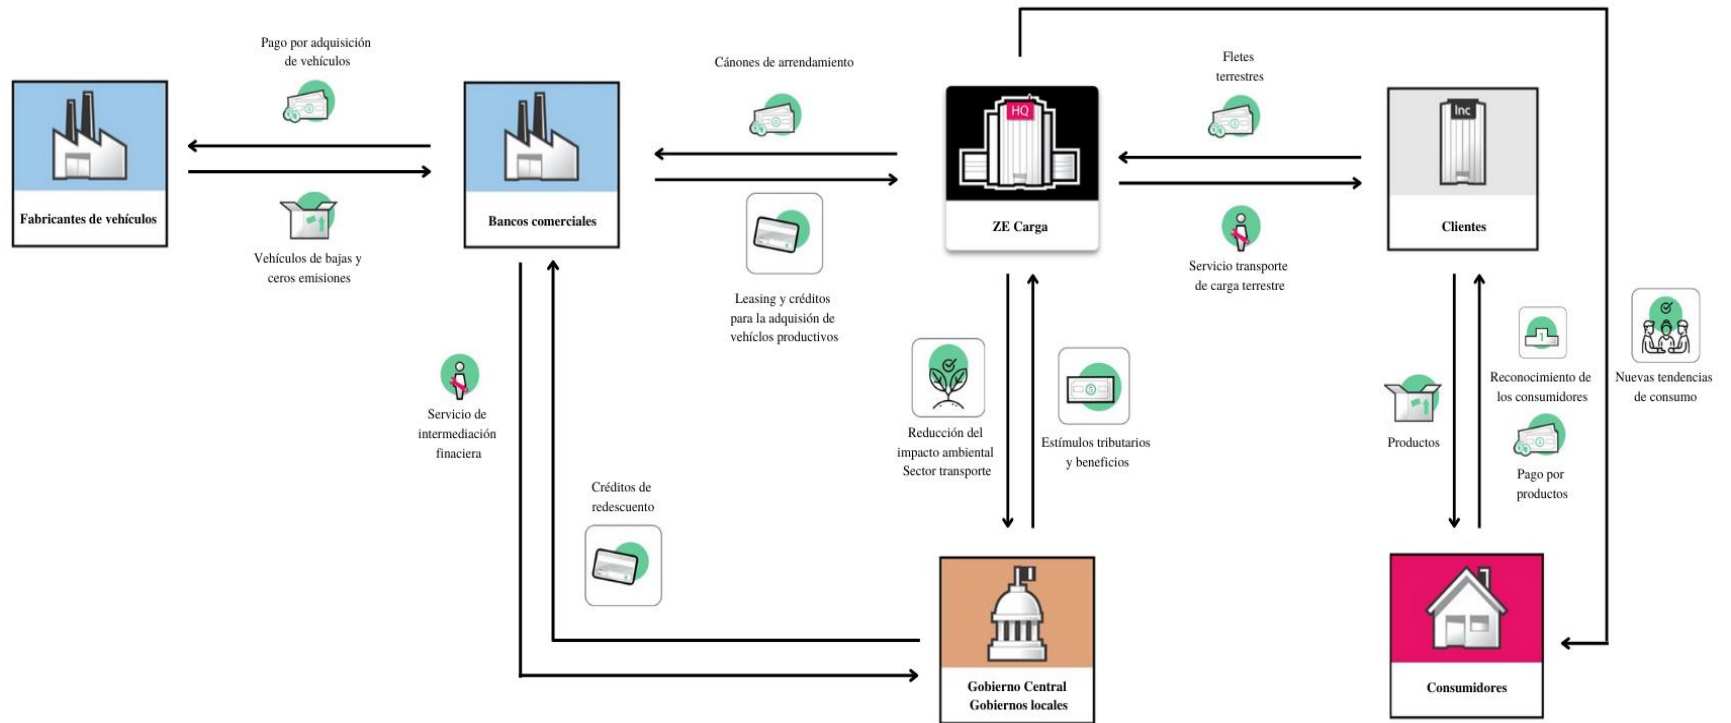 Pago por adquisición
de vehículos
Fabricantes de vehículos
Vehículos de bajas y
ceros emisiones
Bancos comerciales
Cánones de arrendamiento
Leasing y créditos
para la adquisión de
vehíclos productivos
HQ
ZE Carga
Fletes
terrestres
Servicio transporte
de carga terrestre
Inc
Clientes
Servicio de
intermediación
finaciera
Créditos de
redescuento
Reducción del
impacto ambiental
Sector transporte
Estímulos tributarios
y beneficios
Productos
1
Reconocimiento de
los consumidores
Pago por
productos
Nuevas tendencias
de consumo
Gobierno Central
Gobiernos locales
Consumidores